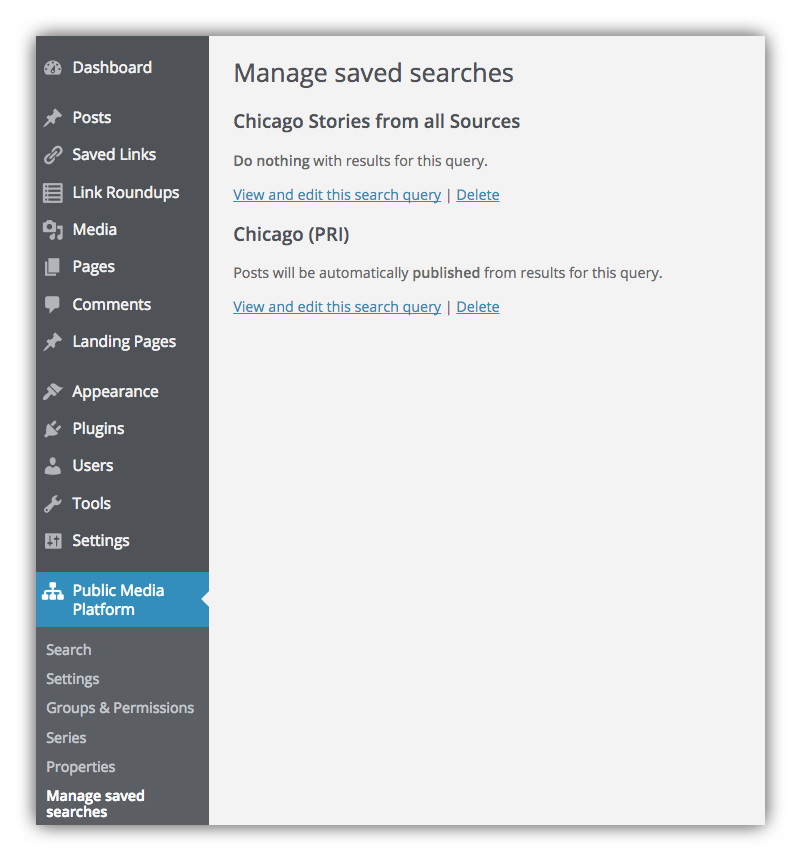 Dashboard
Posts
Saved Links
Link Roundups
Media
Pages
Comments
Landing Pages
Appearance
Plugins
Users
Tools
Settings
Public Media
Platform
Search
Settings
Groups & Permissions
Series
Properties
Manage saved
searches
Manage saved searches
Chicago Stories from all Sources
Do nothing with results for this query.
View and edit this search query | Delete
Chicago (PRI)
Posts will be automatically published from results for this query.
View and edit this search query | Delete